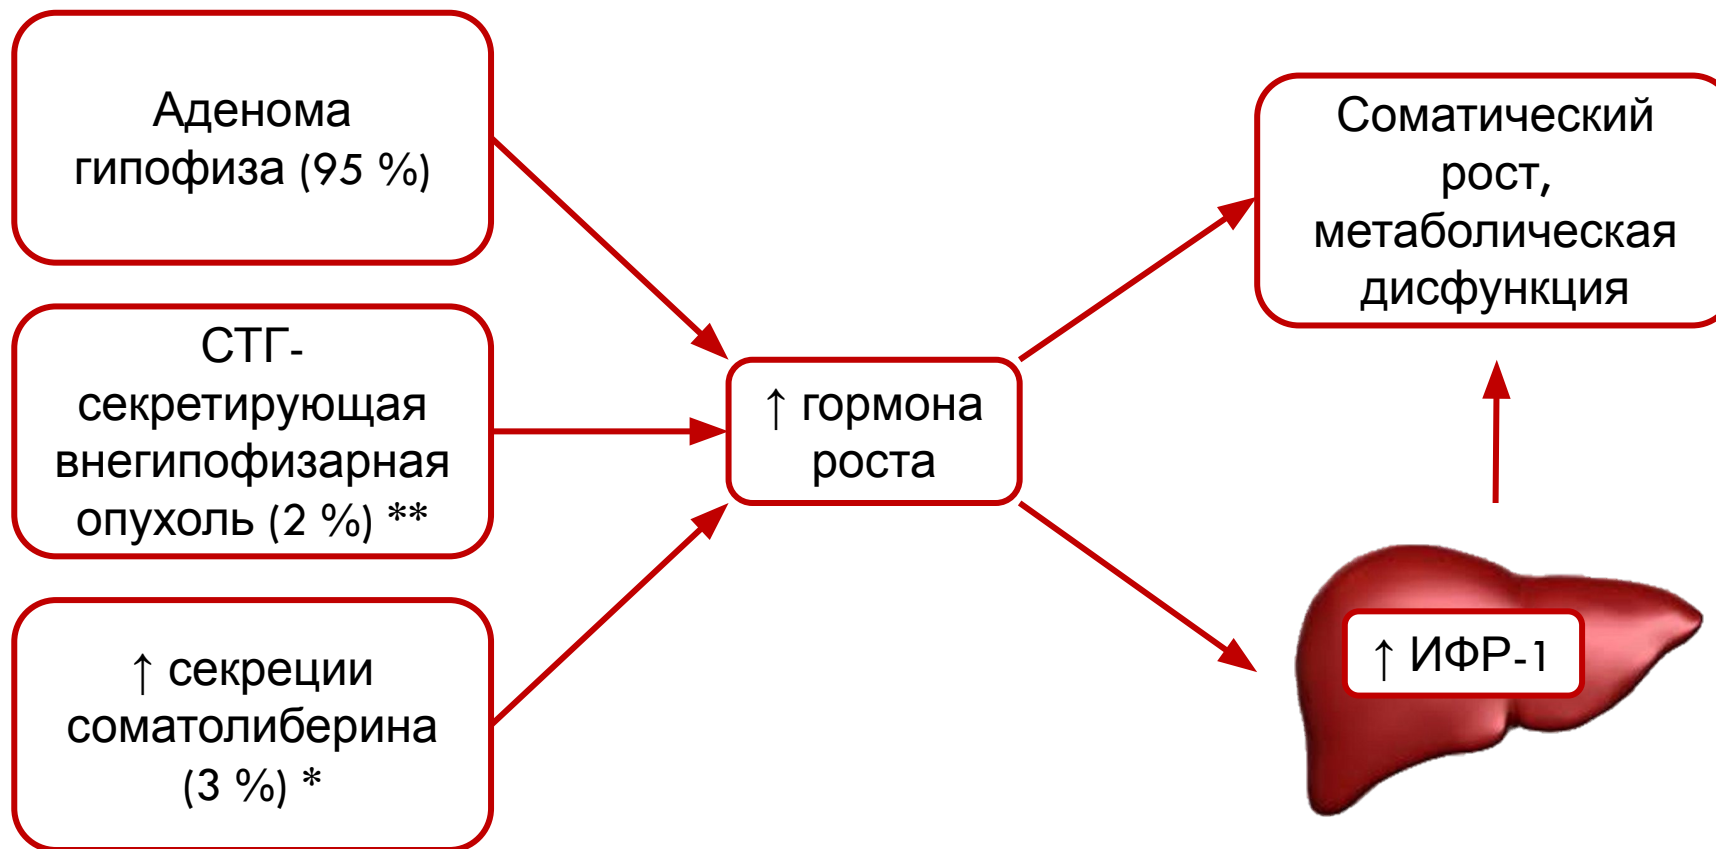 Аденома
гипофиза (95 %)
СТГ-
секретирующая
внегипофизарная
опухоль (2 %) **
↑ секреции
соматолиберина
(3 %) *
↑ гормона
роста
Соматический
рост,
метаболическая
дисфункция
↑ ИФР-1